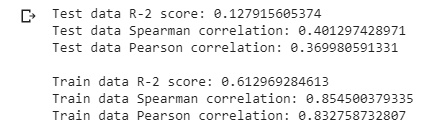 Test data R-2 score: 0.127915605374
Test data Spearman correlation: 0.401297428971
Test data Pearson correlation: 0.369980591331
Train data R-2 score: 0.612969284613
Train data Spearman correlation: 0.854500379335
Train data Pearson correlation: 0.832758732807